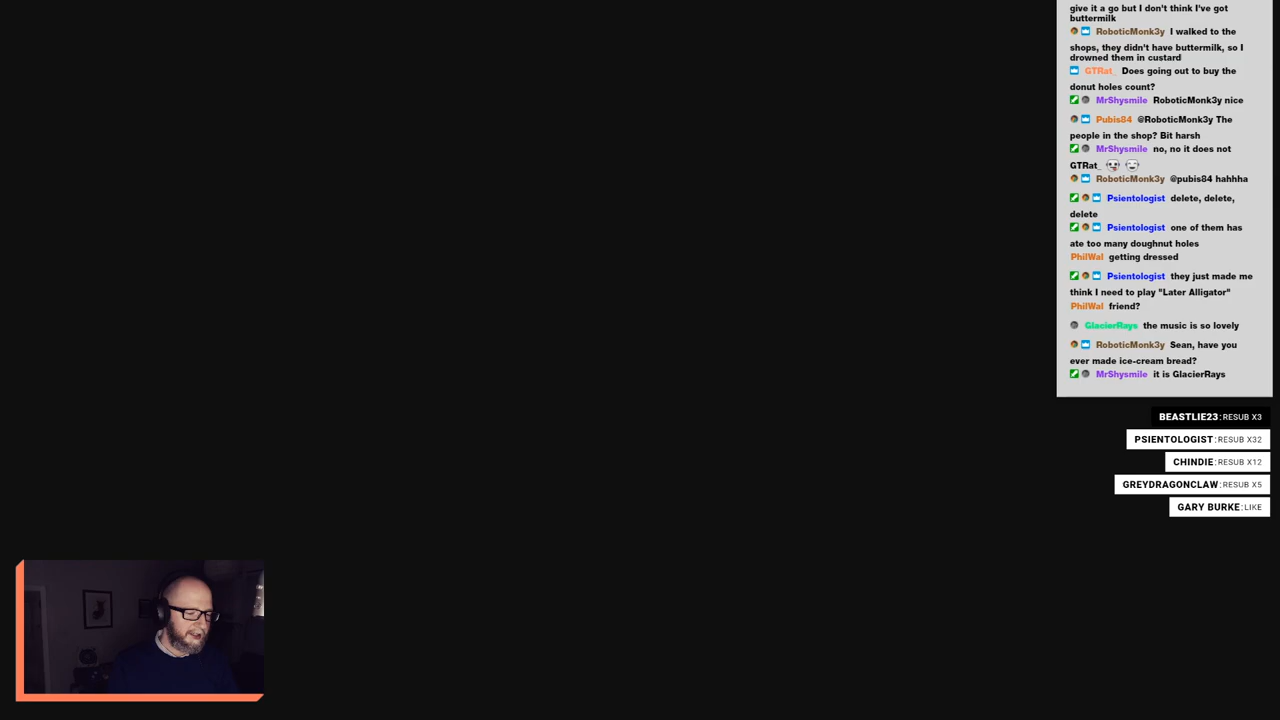 give it a go but I don't think I've got
buttermilk
RoboticMonk3y I walked to the
shops, they didn't have buttermilk, so I
drowned them in custard
GTRat_ Does going out to buy the
donut holes count?
MrShysmile RoboticMonk3y nice
Pubis84 @RoboticMonk3y The
people in the shop? Bit harsh
MrShysmile no, no it does not
GTRat_
RoboticMonk3y @pubis84 hahhha
Psientologist delete, delete,
delete
Psientologist one of them has
ate too many doughnut holes
PhilWal getting dressed
Psientologist they just made me
think I need to play "Later Alligator"
PhilWal friend?
GlacierRays the music is so lovely
RoboticMonk3y Sean, have you
ever made ice-cream bread?
MrShysmile it is GlacierRays
BEASTLIE23:RESUB X3
PSIENTOLOGIST:RESUB X32
CHINDIE:RESUB X12
GREYDRAGONCLAW:RESUB X5
GARY BURKE:LIKE